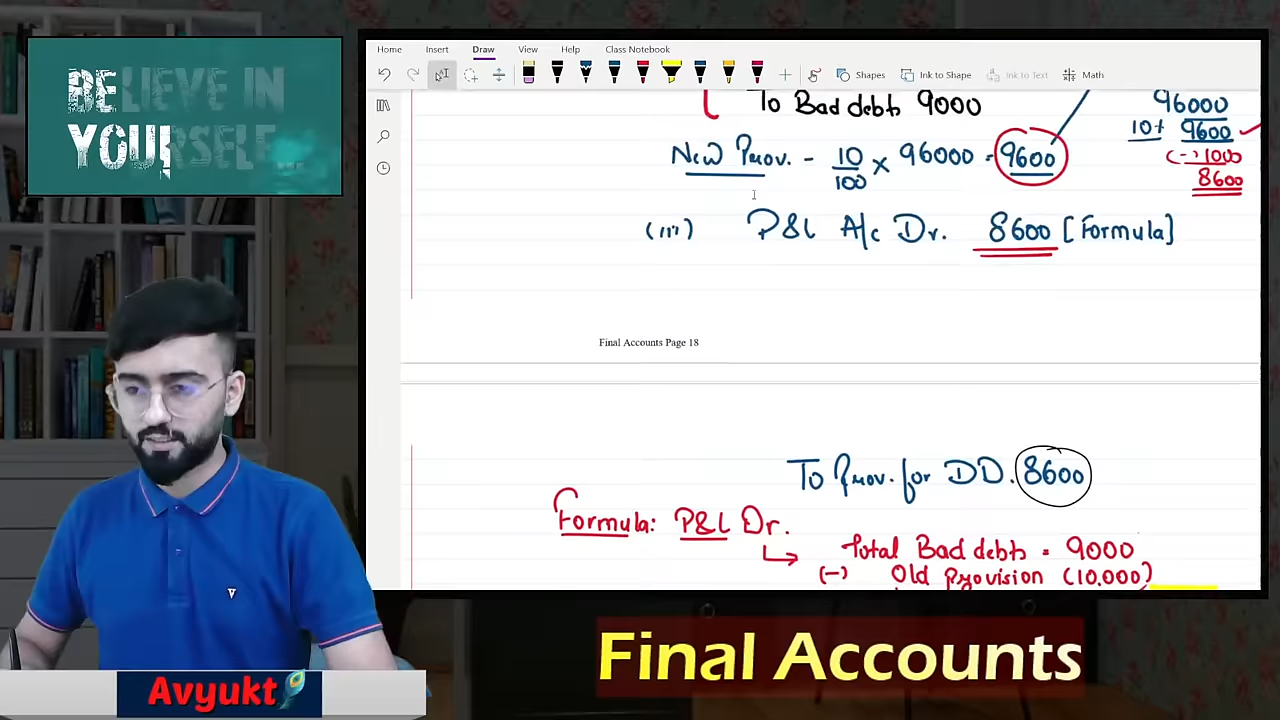 BELIEVE IN
YOURSELF...
Home Insert Draw View Help Class Notebook
Shapes Ink to Shape Ink to Text Math
To Bad debts 9000
96000
10% 9600
(-) 1000
8600
New Prov. - 10/100 × 96000 = 9600
(iii) P&L A/c Dr. 8600 [Formula]
Final Accounts Page 18
To Prov. for DD. 8600
Formula: P&L Dr.
Total Bad debts = 9000
(-) Old provision (10,000)
Final Accounts
Avyukt